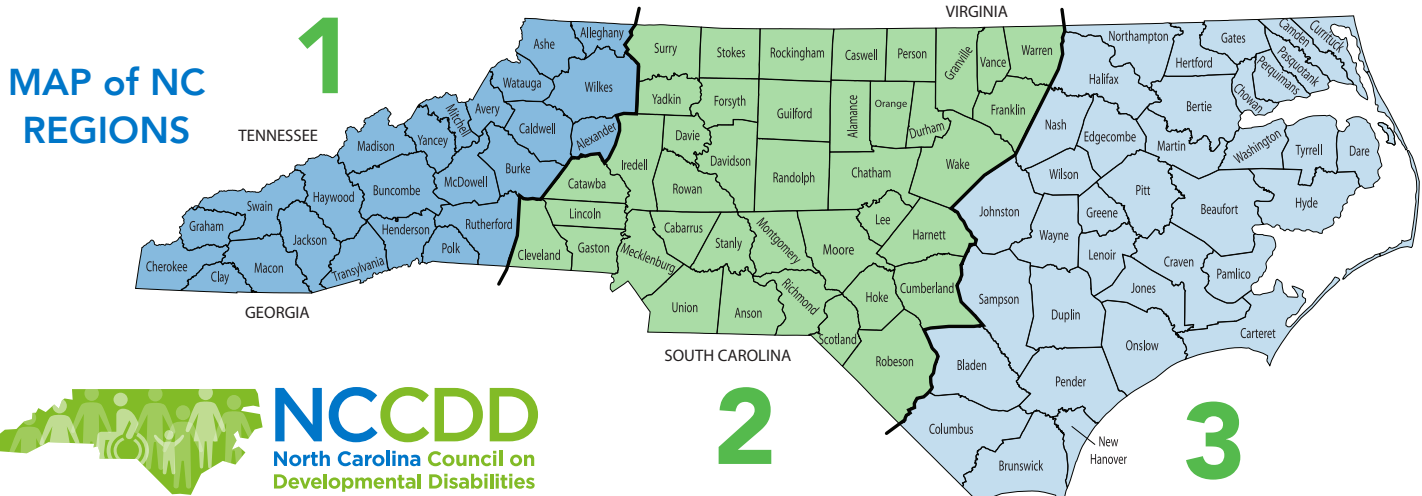 MAP of NC
REGIONS
1
VIRGINIA
TENNESSEE
GEORGIA
SOUTH CAROLINA
2
3
Ashe
Alleghany
Watauga
Wilkes
Mitchell
Avery
Caldwell
Alexander
Madison
Yancey
Burke
McDowell
Buncombe
Haywood
Swain
Graham
Jackson
Henderson
Rutherford
Polk
Transylvania
Cherokee
Clay
Macon
Surry
Stokes
Rockingham
Caswell
Person
Granville
Vance
Warren
Yadkin
Forsyth
Guilford
Alamance
Orange
Durham
Franklin
Iredell
Davie
Davidson
Randolph
Chatham
Wake
Catawba
Rowan
Lincoln
Cleveland
Gaston
Mecklenburg
Cabarrus
Stanly
Montgomery
Moore
Lee
Harnett
Union
Anson
Richmond
Hoke
Cumberland
Scotland
Robeson
Northampton
Gates
Camden
Currituck
Pasquotank
Perquimans
Chowan
Hertford
Halifax
Bertie
Nash
Edgecombe
Martin
Washington
Tyrrell
Dare
Wilson
Pitt
Beaufort
Hyde
Johnston
Wayne
Greene
Lenoir
Craven
Pamlico
Jones
Carteret
Sampson
Duplin
Onslow
Bladen
Pender
Columbus
Brunswick
New
Hanover
NCCDD
North Carolina Council on
Developmental Disabilities